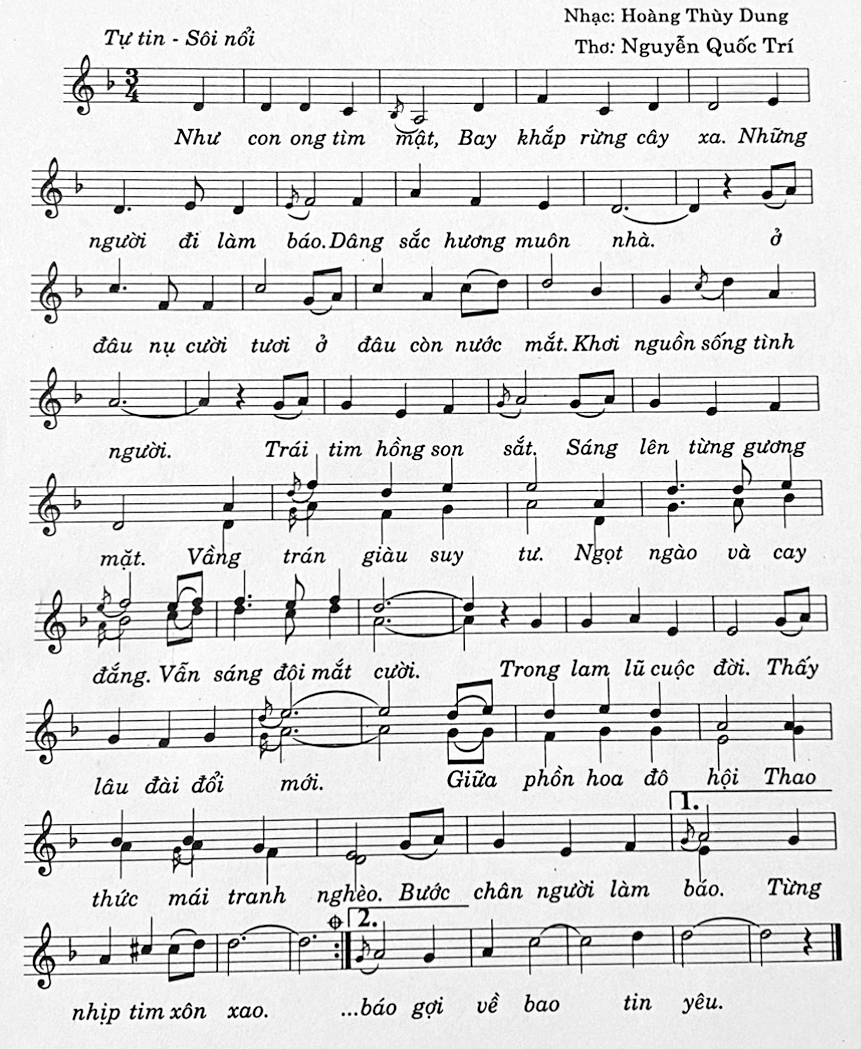 Nhạc: Hoàng Thùy Dung
Tự tin - Sôi nổi
Thơ: Nguyễn Quốc Trí
3
4
Như con ong tìm mật, Bay khắp rừng cây xa. Những
người đi làm báo. Dâng sắc hương muôn nhà. ở
đâu nụ cười tươi ở đâu còn nước mắt. Khơi nguồn sống tình
người. Trái tim hồng son sắt. Sáng lên từng gương
mặt. Vầng trán giàu suy tư. Ngọt ngào và cay
đắng. Vẫn sáng đôi mắt cười. Trong lam lũ cuộc đời. Thấy
lâu đài đổi mới. Giữa phồn hoa đô hội Thao
1.
thức mái tranh nghèo. Bước chân người làm báo. Từng
2.
nhịp tim xôn xao. ...báo gợi về bao tin yêu.